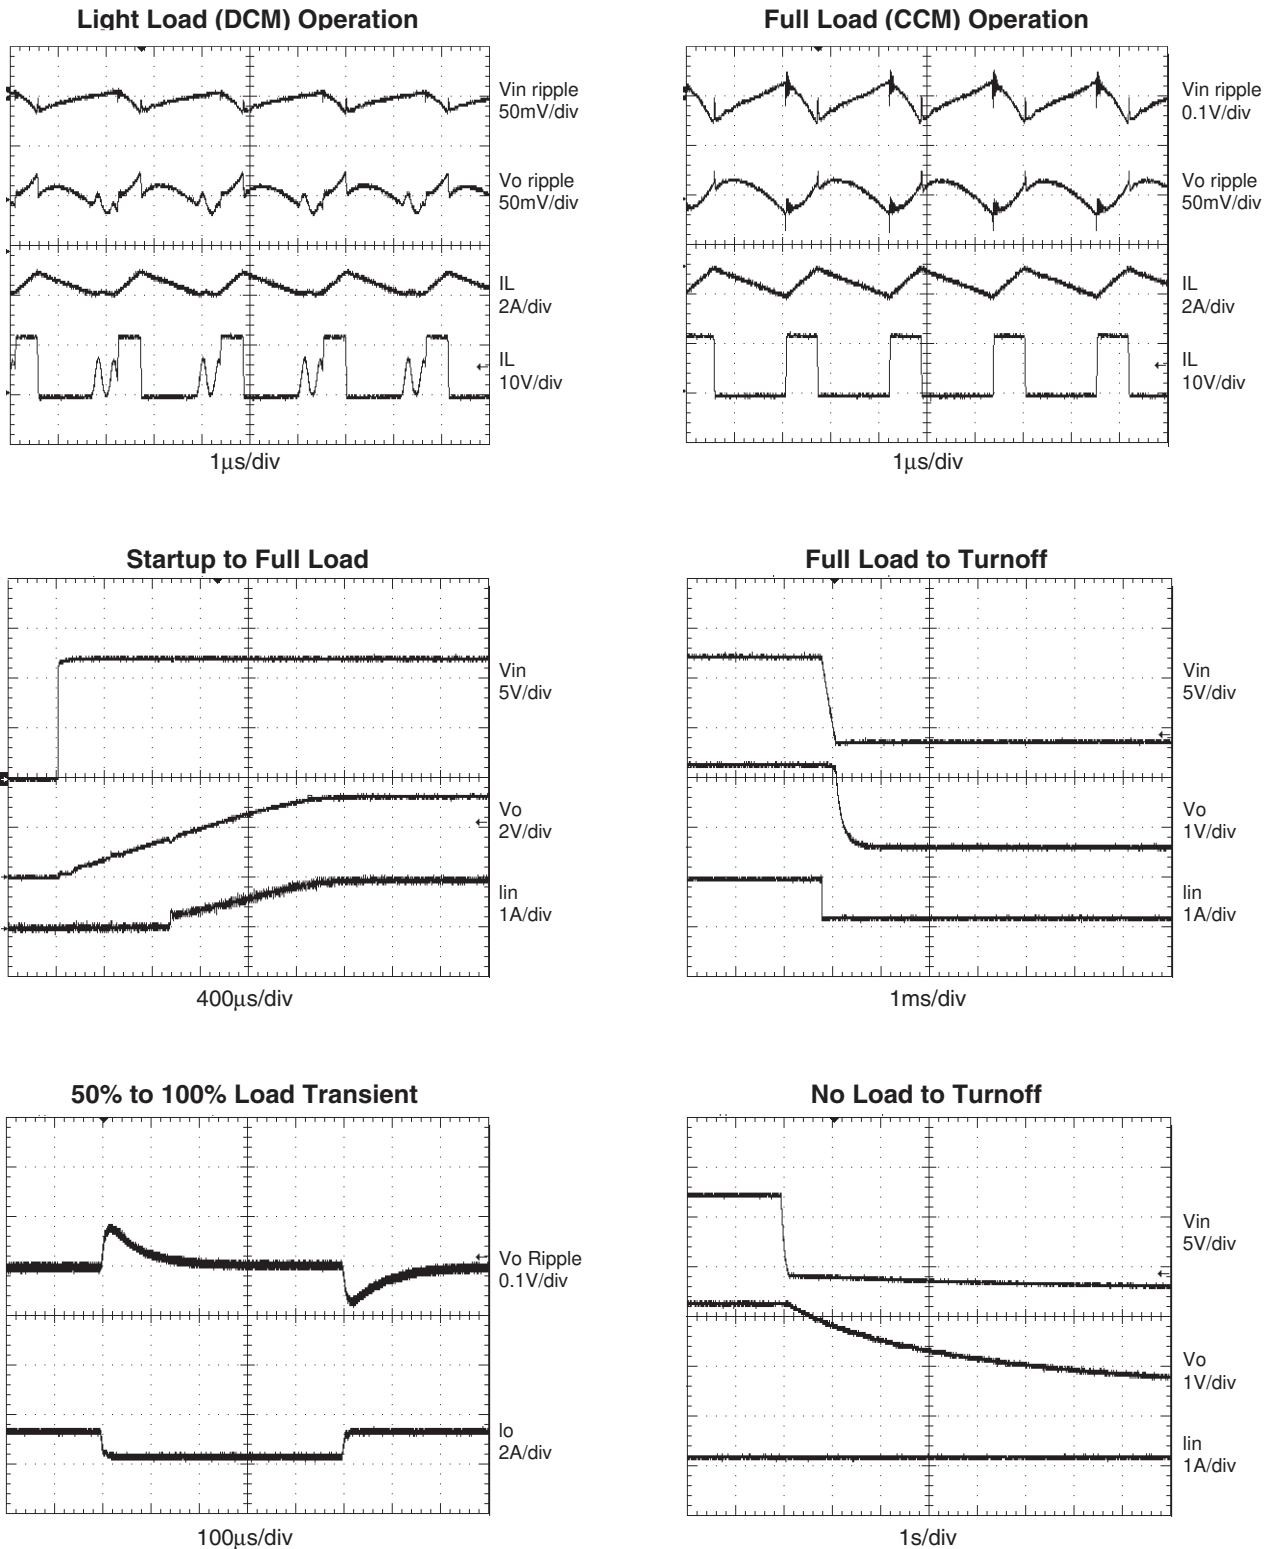 Light Load (DCM) Operation
Vin ripple
50mV/div
Vo ripple
50mV/div
IL
2A/div
IL
10V/div
1μs/div
Full Load (CCM) Operation
Vin ripple
0.1V/div
Vo ripple
50mV/div
IL
2A/div
IL
10V/div
1μs/div
Startup to Full Load
Vin
5V/div
Vo
2V/div
Iin
1A/div
400μs/div
Full Load to Turnoff
Vin
5V/div
Vo
1V/div
Iin
1A/div
1ms/div
50% to 100% Load Transient
Vo Ripple
0.1V/div
Io
2A/div
100μs/div
No Load to Turnoff
Vin
5V/div
Vo
1V/div
Iin
1A/div
1s/div